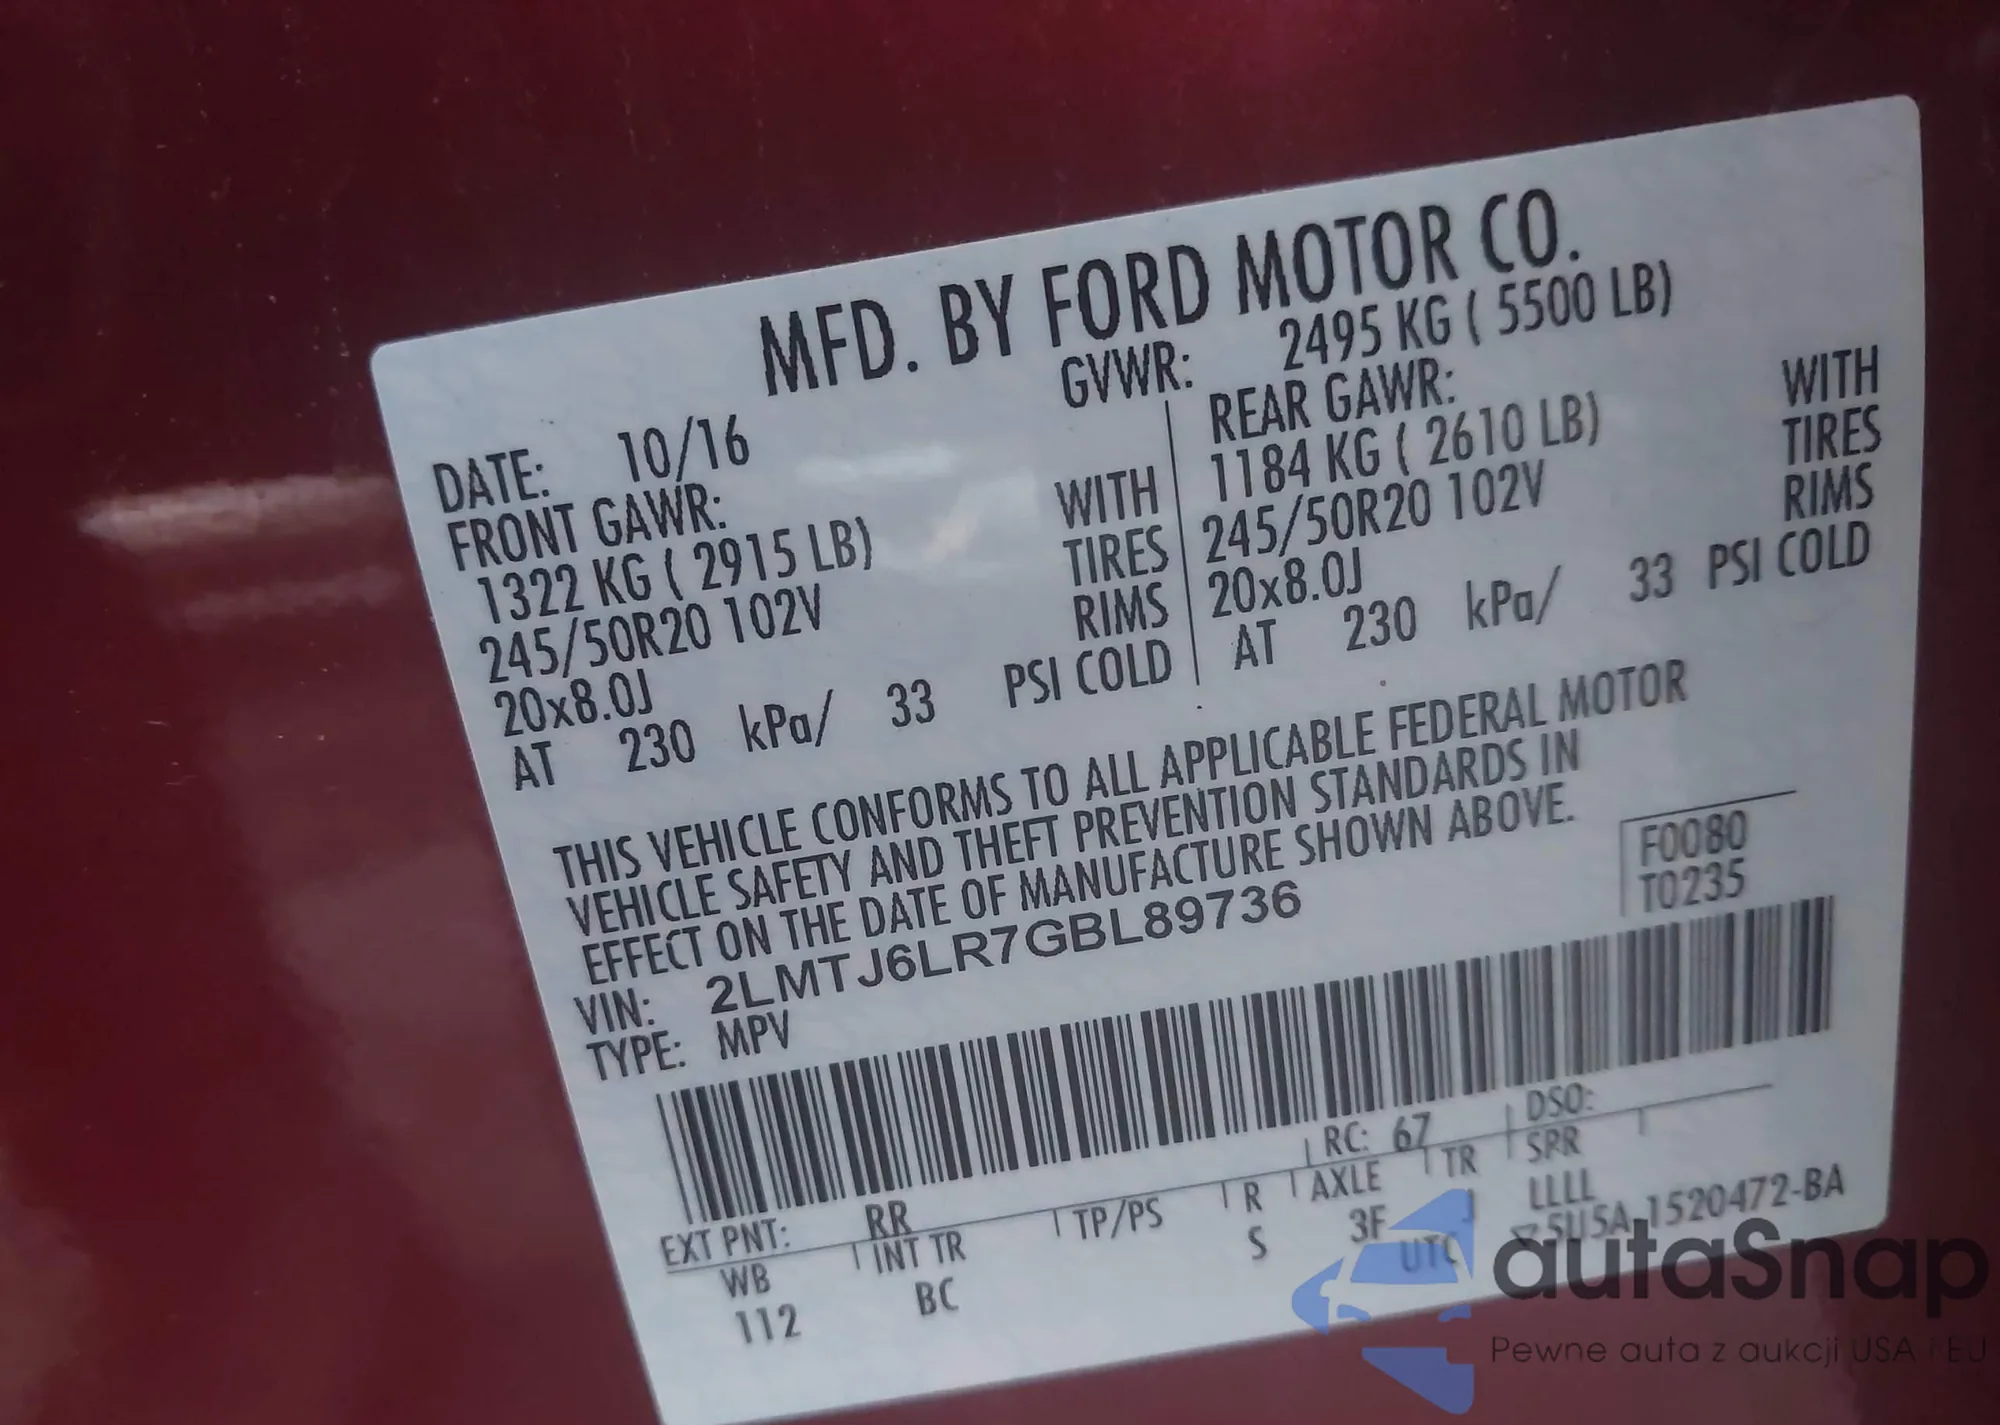 MFD. BY FORD MOTOR CO.
DATE: 10/16 GVWR: 2495 KG ( 5500 LB)
FRONT GAWR: REAR GAWR:
1322 KG ( 2915 LB) WITH 1184 KG ( 2610 LB) WITH
245/50R20 102V TIRES 245/50R20 102V TIRES
20x8.0J RIMS 20x8.0J RIMS
AT 230 kPa/ 33 PSI COLD AT 230 kPa/ 33 PSI COLD
THIS VEHICLE CONFORMS TO ALL APPLICABLE FEDERAL MOTOR
VEHICLE SAFETY AND THEFT PREVENTION STANDARDS IN
EFFECT ON THE DATE OF MANUFACTURE SHOWN ABOVE.
VIN: 2LMTJ6LR7GBL89736
TYPE: MPV
F0080
T0235
EXT PNT: RR RC: 67 DSO:
WB INT TR TP/PS R AXLE TR SPR
112 BC S 3F J LLLL
UTC 5U5A-1520472-BA
autaSnap
Pewne auta z aukcji USA i EU